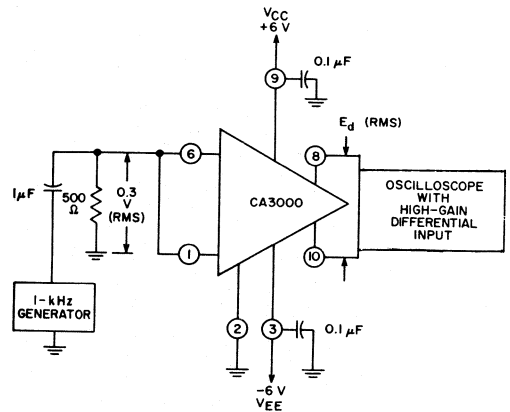 VCC
+6 V
9
0.1 µF
Ed (RMS)
6
8
1µF
500
Ω
0.3
V
(RMS)
CA3000
OSCILLOSCOPE
WITH
HIGH-GAIN
DIFFERENTIAL
INPUT
1
10
1-kHz
GENERATOR
2
3
0.1 µF
-6 V
VEE